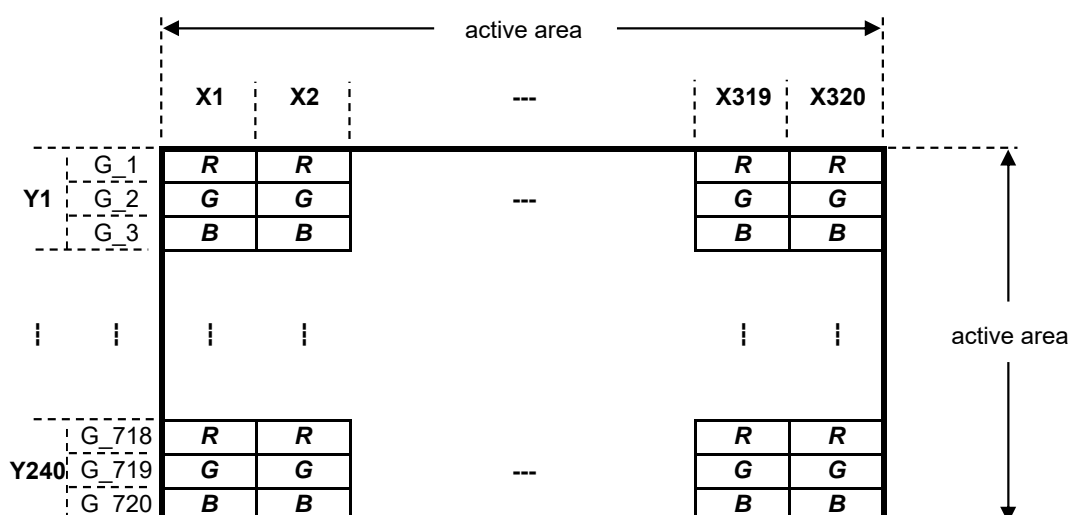 active area
X1 X2 --- X319 X320
G_1 R R R R
Y1 G_2 G G --- G G
G_3 B B B B
active area
G_718 R R R R
Y240 G_719 G G --- G G
G_720 B B B B